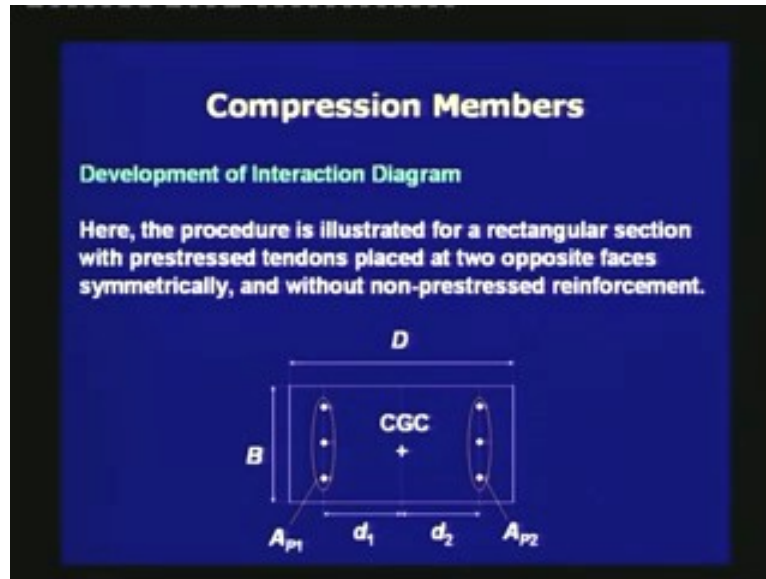 Compression Members
Development of Interaction Diagram
Here, the procedure is illustrated for a rectangular section
with prestressed tendons placed at two opposite faces
symmetrically, and without non-prestressed reinforcement.
D
CGC
+
B
AP1 d1 d2 AP2